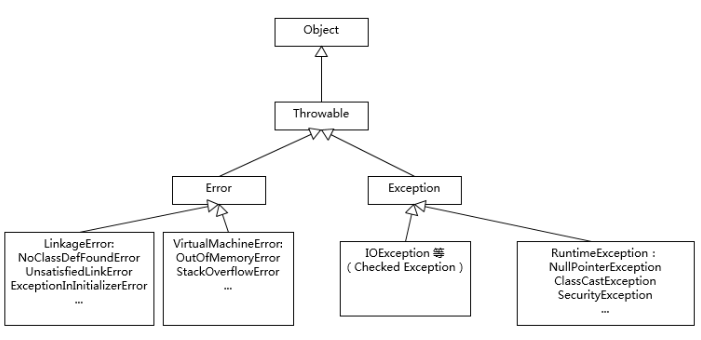 Object
Throwable
Error
Exception
LinkageError:
NoClassDefFoundError
UnsatisfiedLinkError
ExceptionInInitializerError
...
VirtualMachineError:
OutOfMemoryError
StackOverflowError
...
IOException 等
（Checked Exception）
RuntimeException：
NullPointerException
ClassCastException
SecurityException
...